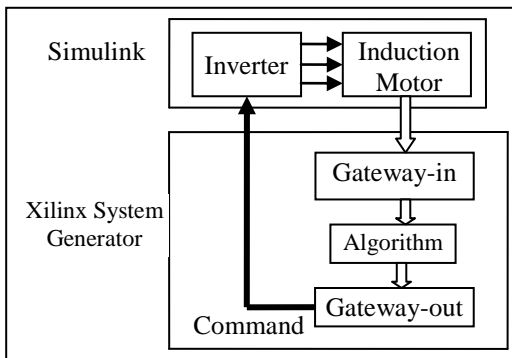 Simulink
Inverter
Induction
Motor
Gateway-in
Xilinx System
Generator
Algorithm
Gateway-out
Command